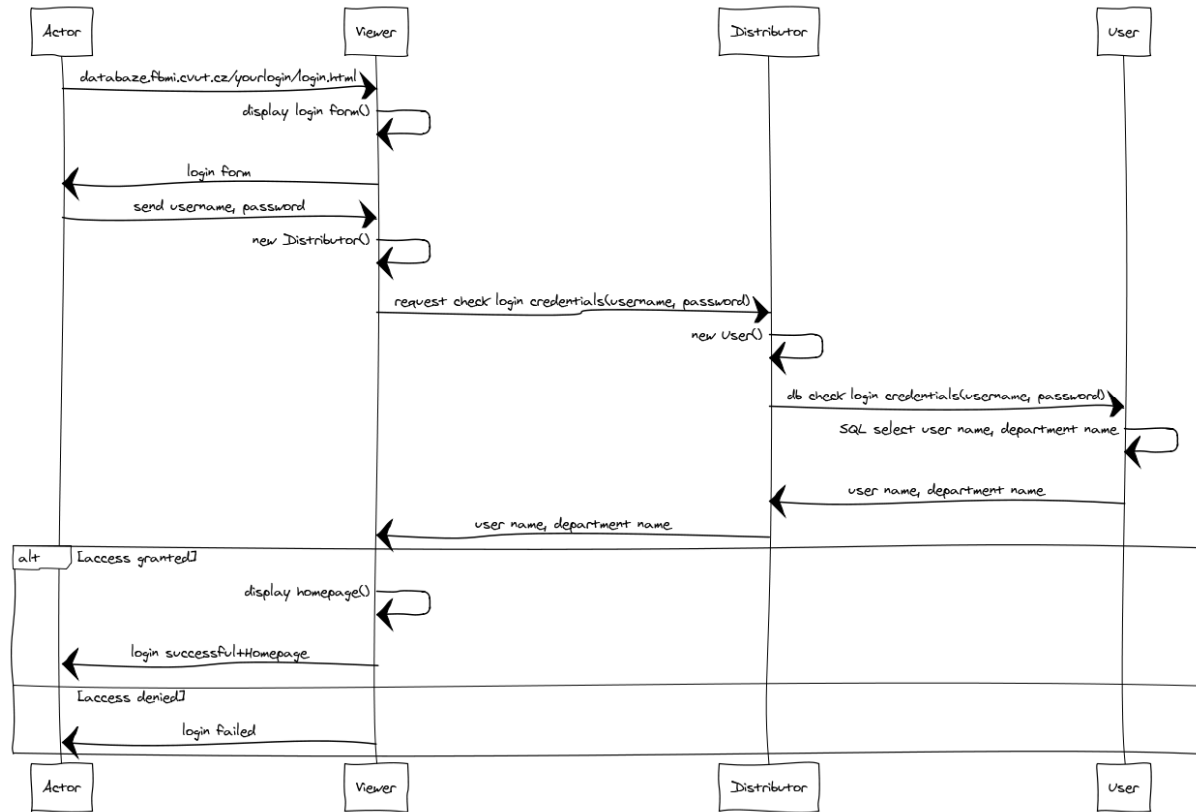 Actor
Viewer
Distributor
User
databaze.fbmi.cvut.cz/yourlogin/login.html
display login form()
login form
send username, password
new Distributor()
request check login credentials(username, password)
new User()
db check login credentials(username, password)
SQL select user name, department name
user name, department name
user name, department name
alt [access granted]
display homepage()
login successful+Homepage
[access denied]
login failed
Actor
Viewer
Distributor
User